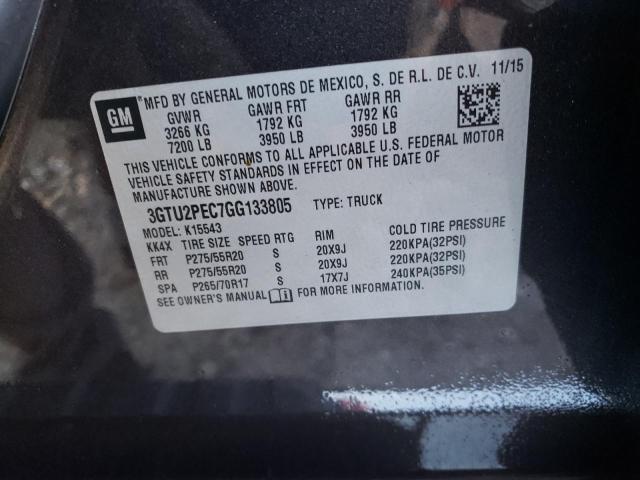 GM
MFD BY GENERAL MOTORS DE MEXICO, S. DE R.L. DE C.V. 11/15
GVWR GAWR FRT GAWR RR
3266 KG 1792 KG 1792 KG
7200 LB 3950 LB 3950 LB
THIS VEHICLE CONFORMS TO ALL APPLICABLE U.S. FEDERAL MOTOR
VEHICLE SAFETY STANDARDS IN EFFECT ON THE DATE OF
MANUFACTURE SHOWN ABOVE.
3GTU2PEC7GG133805 TYPE: TRUCK
MODEL: K15543
KK4X TIRE SIZE SPEED RTG RIM COLD TIRE PRESSURE
FRT P275/55R20 S 20X9J 220KPA(32PSI)
RR P275/55R20 S 20X9J 220KPA(32PSI)
SPA P265/70R17 S 17X7J 240KPA(35PSI)
SEE OWNER'S MANUAL FOR MORE INFORMATION.